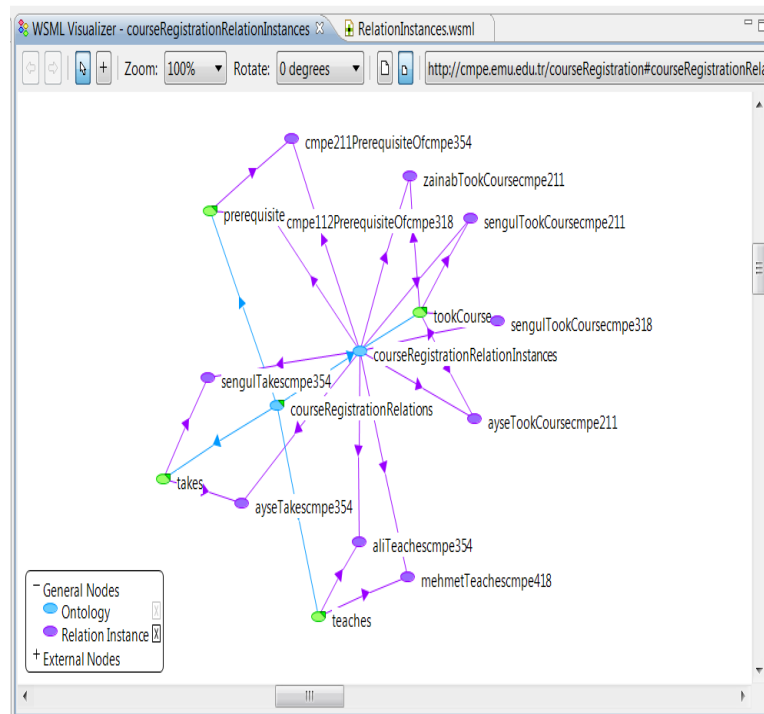 WSML Visualizer - courseRegistrationRelationInstances
RelationInstances.wsml
Zoom: 100%
Rotate: 0 degrees
http://cmpe.emu.edu.tr/courseRegistration#courseRegistrationRela
cmpe211PrerequisiteOfcmpe354
zainabTookCoursecmpe211
prerequisite
cmpe112PrerequisiteOfcmpe318
sengulTookCoursecmpe211
tookCourse
sengulTookCoursecmpe318
courseRegistrationRelationInstances
sengulTakescmpe354
courseRegistrationRelations
ayseTookCoursecmpe211
takes
ayseTakescmpe354
aliTeachescmpe354
mehmetTeachescmpe418
teaches
General Nodes
Ontology
Relation Instance
External Nodes